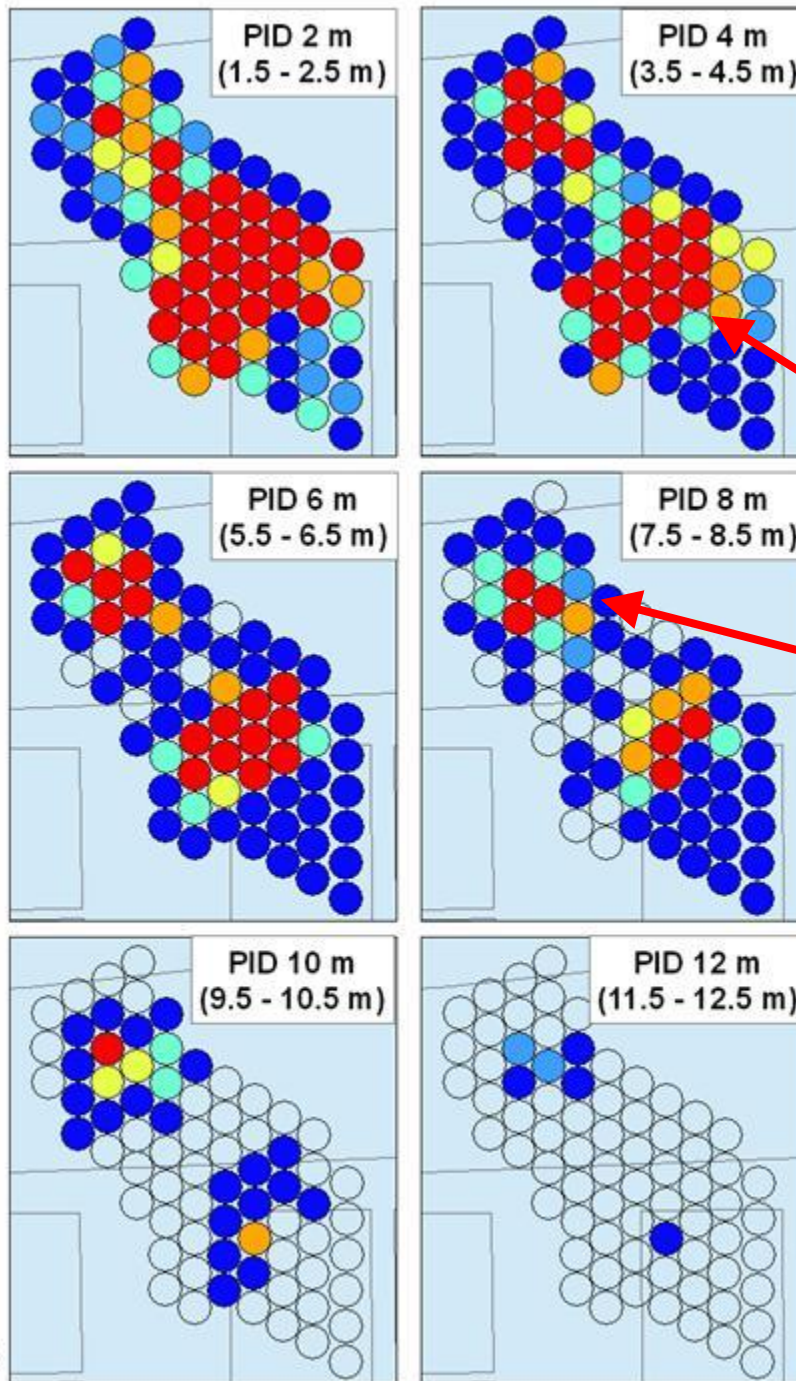 PID 2 m
(1.5 - 2.5 m)
PID 4 m
(3.5 - 4.5 m)
PID 6 m
(5.5 - 6.5 m)
PID 8 m
(7.5 - 8.5 m)
PID 10 m
(9.5 - 10.5 m)
PID 12 m
(11.5 - 12.5 m)